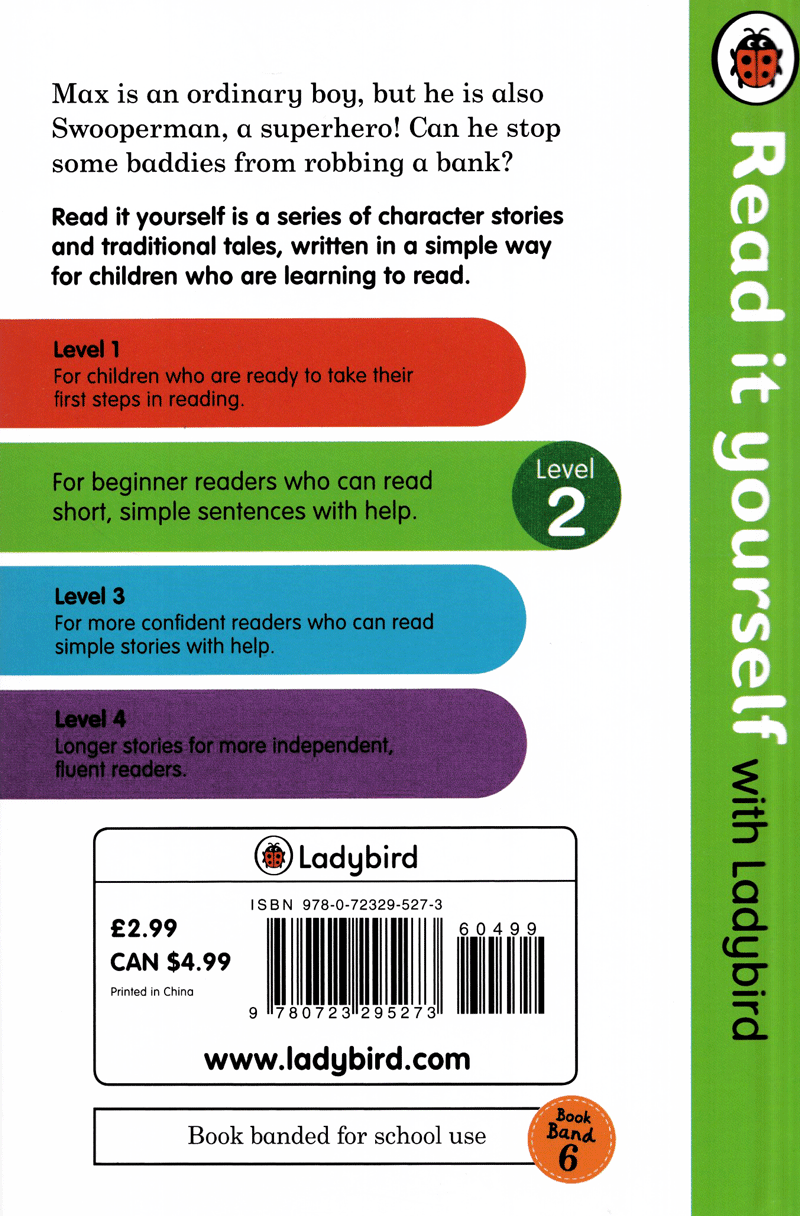 Max is an ordinary boy, but he is also
Swooperman, a superhero! Can he stop
some baddies from robbing a bank?
Read it yourself is a series of character stories
and traditional tales, written in a simple way
for children who are learning to read.
Level 1
For children who are ready to take their
first steps in reading.
For beginner readers who can read
short, simple sentences with help.
Level
2
Level 3
For more confident readers who can read
simple stories with help.
Level 4
Longer stories for more independent,
fluent readers.
Ladybird
ISBN 978-0-72329-527-3
£2.99
CAN $4.99
Printed in China
60499
9 780723 295273
www.ladybird.com
Book banded for school use
Book
Band
6
Read it yourself with Ladybird